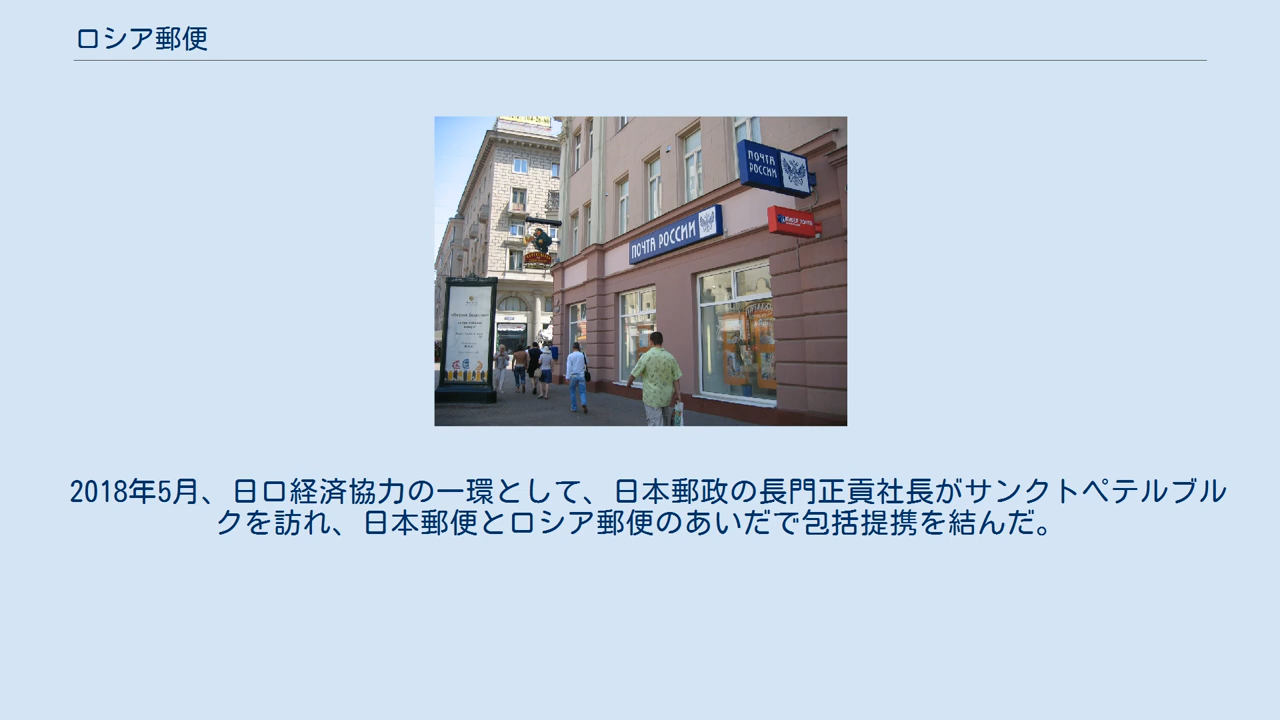 ロシア郵便
ПОЧТА
РОССИИ
ПОЧТА РОССИИ
2018年5月、日ロ経済協力の一環として、日本郵政の長門正貢社長がサンクトペテルブル
クを訪れ、日本郵便とロシア郵便のあいだで包括提携を結んだ。